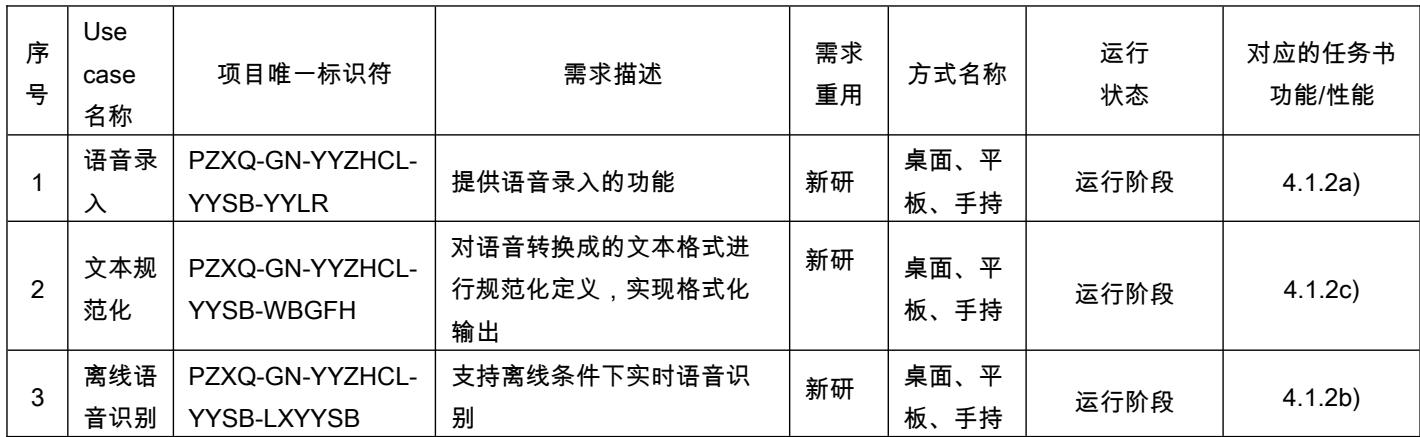 序号
Use case 名称
项目唯一标识符
需求描述
需求重用
方式名称
运行状态
对应的任务书功能/性能
1
语音录入
PZXQ-GN-YYZHCL-YYSB-YYLR
提供语音录入的功能
新研
桌面、平板、手持
运行阶段
4.1.2a)
2
文本规范化
PZXQ-GN-YYZHCL-YYSB-WBGFH
对语音转换成的文本格式进行规范化定义，实现格式化输出
新研
桌面、平板、手持
运行阶段
4.1.2c)
3
离线语音识别
PZXQ-GN-YYZHCL-YYSB-LXYYSB
支持离线条件下实时语音识别
新研
桌面、平板、手持
运行阶段
4.1.2b)